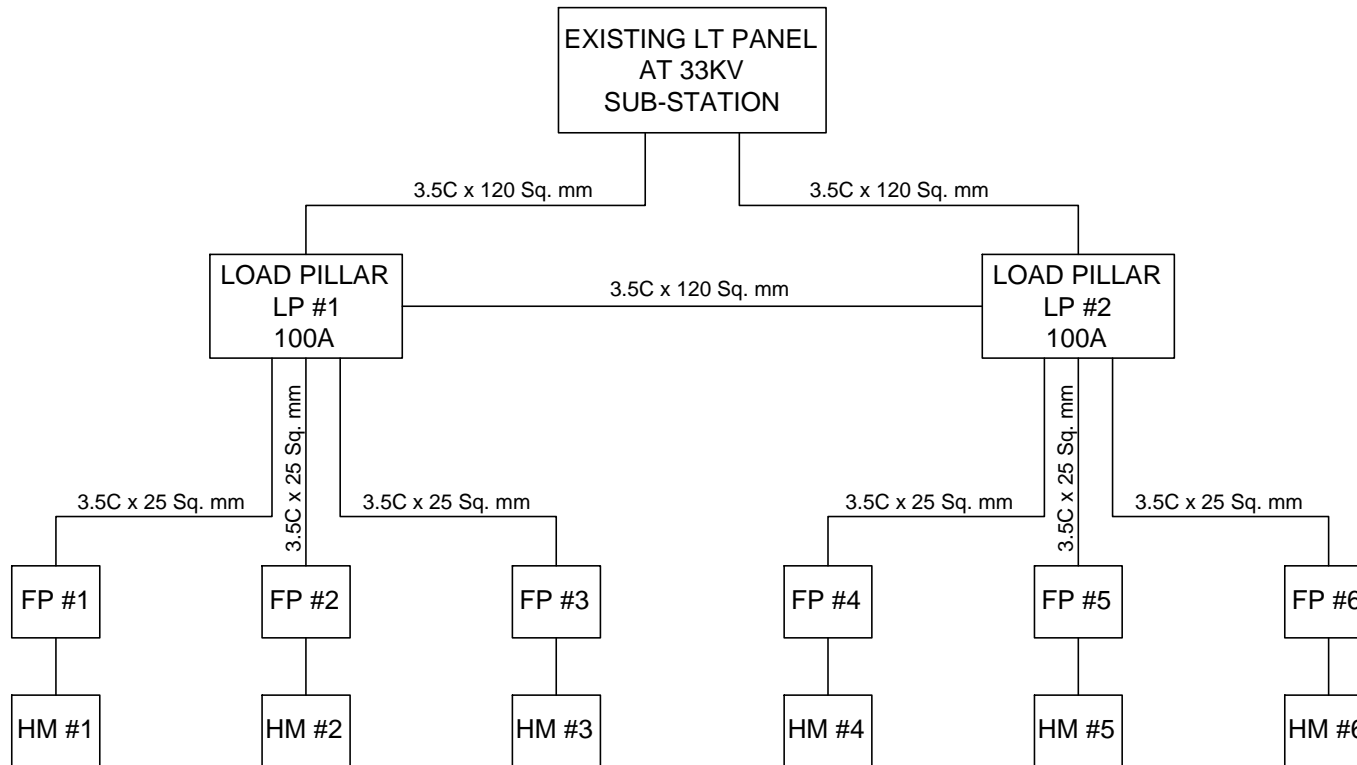 EXISTING LT PANEL
AT 33KV
SUB-STATION
3.5C x 120 Sq. mm
3.5C x 120 Sq. mm
LOAD PILLAR
LP #1
100A
3.5C x 120 Sq. mm
LOAD PILLAR
LP #2
100A
3.5C x 25 Sq. mm
3.5C x 25 Sq. mm
3.5C x 25 Sq. mm
3.5C x 25 Sq. mm
3.5C x 25 Sq. mm
3.5C x 25 Sq. mm
FP #1
FP #2
FP #3
FP #4
FP #5
FP #6
HM #1
HM #2
HM #3
HM #4
HM #5
HM #6